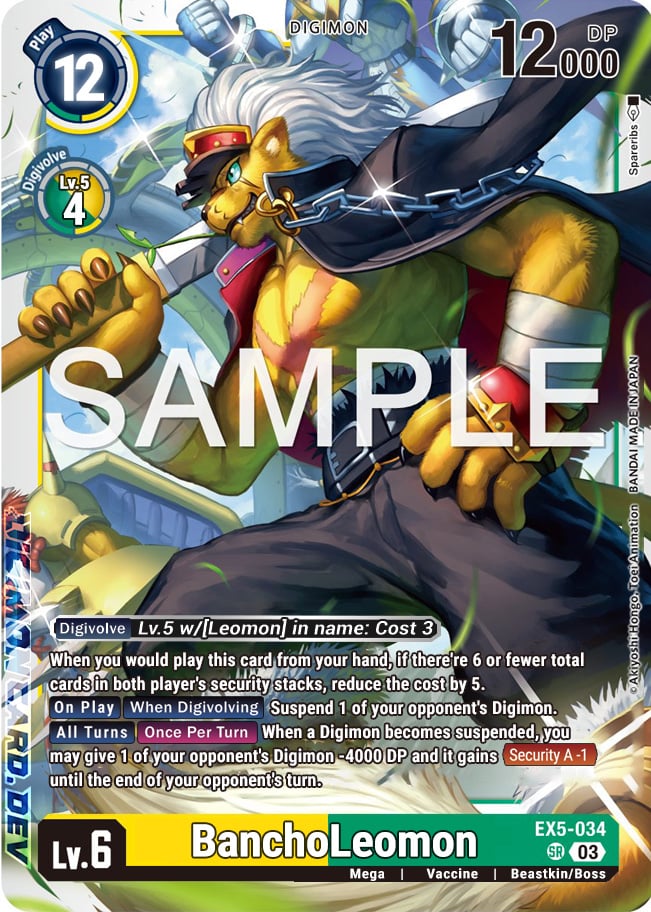 Play
12
DIGIMON
DP
12000
Digivolve
Lv.5
4
Spareribs
SAMPLE
© Akiyoshi Hongo, Toei Animation BANDAI MADE IN JAPAN
Digivolve Lv.5 w/[Leomon] in name: Cost 3
When you would play this card from your hand, if there're 6 or fewer total
cards in both player's security stacks, reduce the cost by 5.
On Play When Digivolving Suspend 1 of your opponent's Digimon.
All Turns Once Per Turn When a Digimon becomes suspended, you
may give 1 of your opponent's Digimon -4000 DP and it gains Security A -1
until the end of your opponent's turn.
Lv.6
BanchoLeomon
EX5-034
SR 03
Mega | Vaccine | Beastkin/Boss